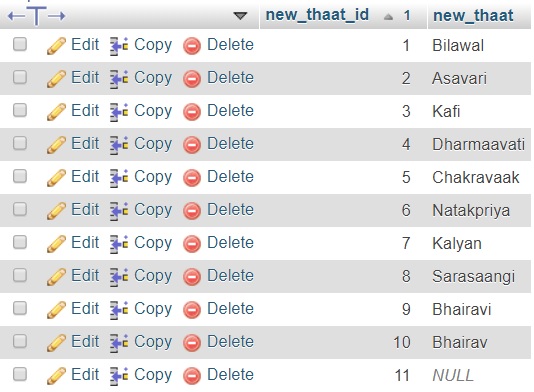 new_thaat_id 1 new_thaat
Edit Copy Delete 1 Bilawal
Edit Copy Delete 2 Asavari
Edit Copy Delete 3 Kafi
Edit Copy Delete 4 Dharmaavati
Edit Copy Delete 5 Chakravaak
Edit Copy Delete 6 Natakpriya
Edit Copy Delete 7 Kalyan
Edit Copy Delete 8 Sarasaangi
Edit Copy Delete 9 Bhairavi
Edit Copy Delete 10 Bhairav
Edit Copy Delete 11 NULL